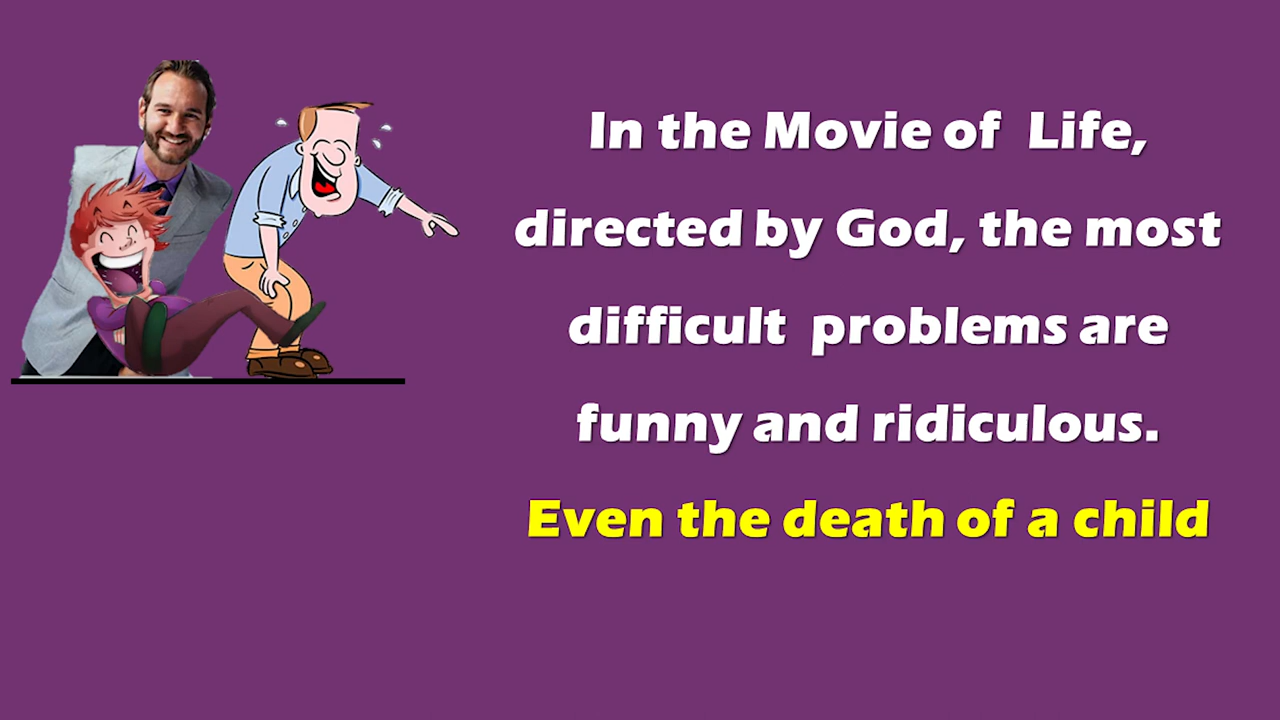 In the Movie of Life,
directed by God, the most
difficult problems are
funny and ridiculous.
Even the death of a child